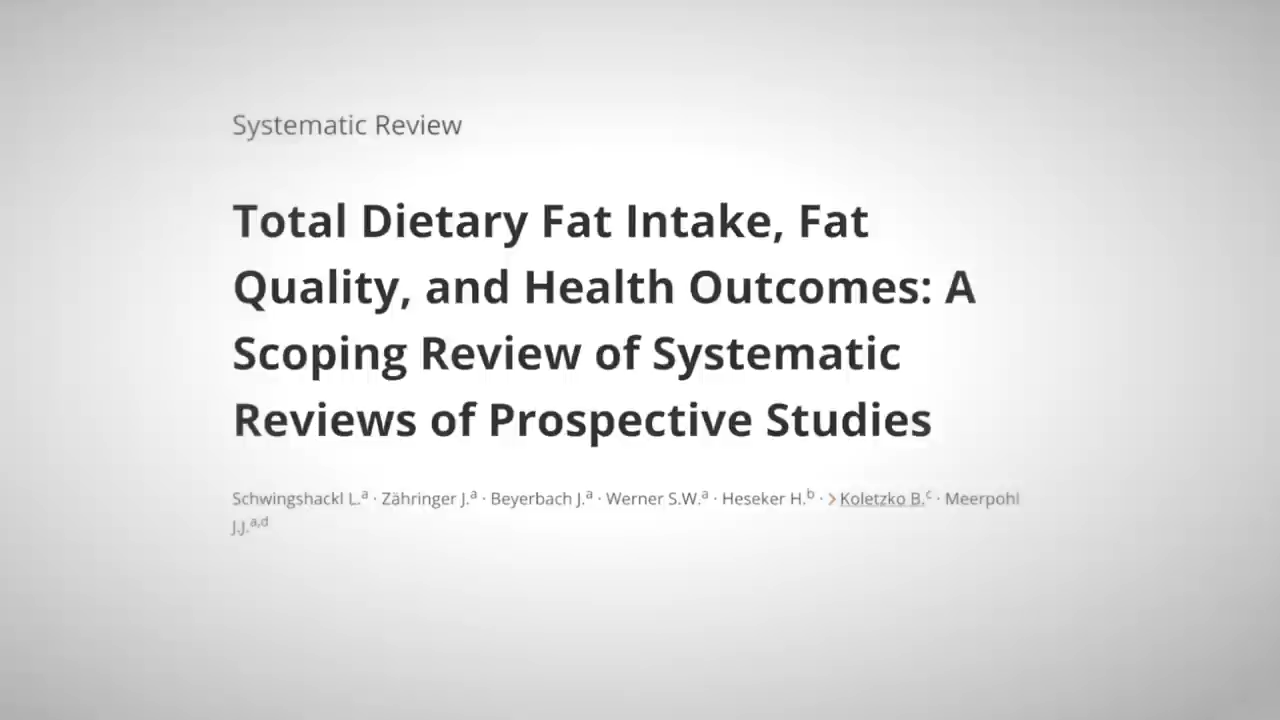 Systematic Review
Total Dietary Fat Intake, Fat
Quality, and Health Outcomes: A
Scoping Review of Systematic
Reviews of Prospective Studies
Schwingshackl L.a · Zähringer J.a · Beyerbach J.a · Werner S.W.a · Heseker H.b · › Koletzko B.c · Meerpohl
J.J.a,d